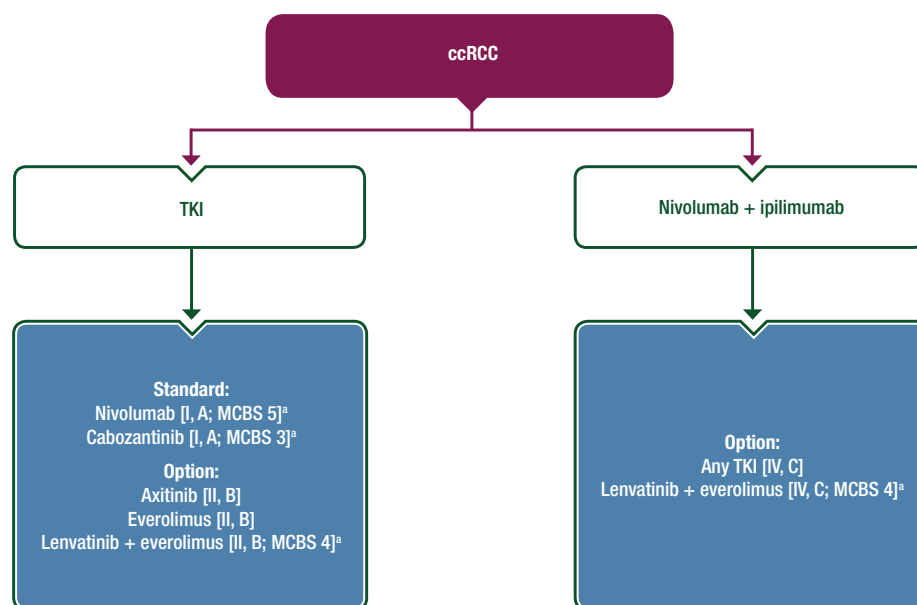 ccRCC
TKI
Nivolumab + ipilimumab
Standard:
Nivolumab [I, A; MCBS 5]ª
Cabozantinib [I, A; MCBS 3]ª
Option:
Axitinib [II, B]
Everolimus [II, B]
Lenvatinib + everolimus [II, B; MCBS 4]ª
Option:
Any TKI [IV, C]
Lenvatinib + everolimus [IV, C; MCBS 4]ª